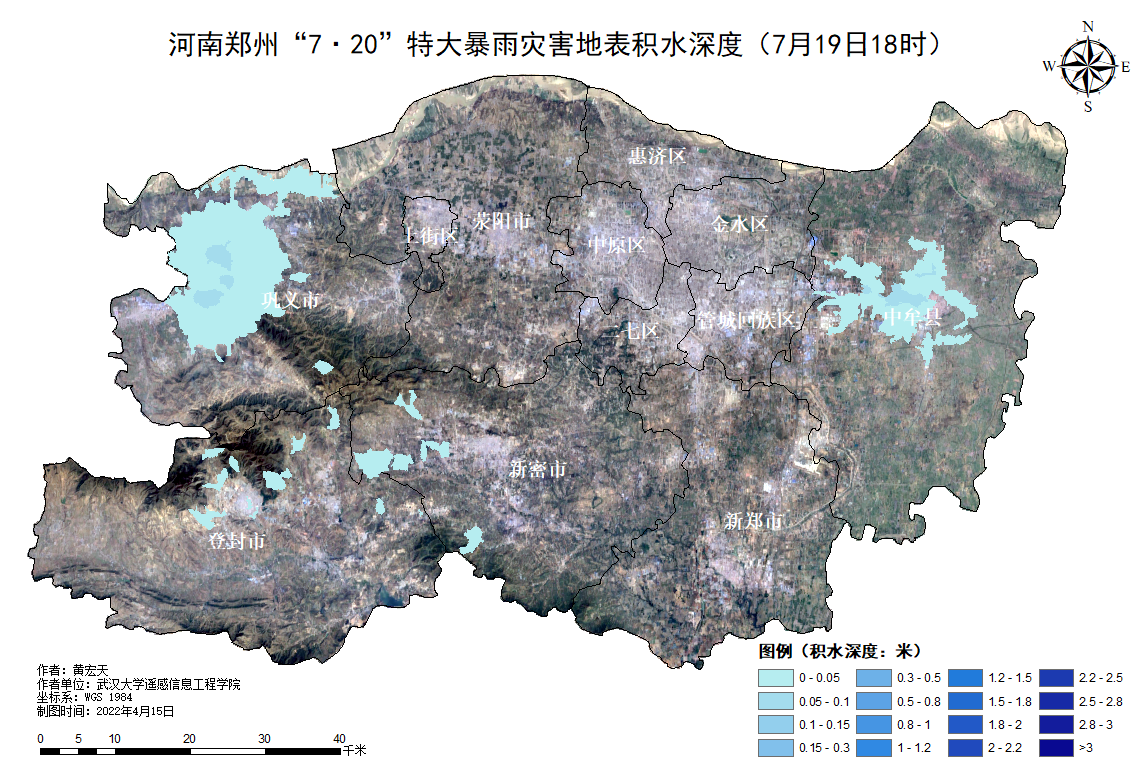 河南郑州“7·20”特大暴雨灾害地表积水深度（7月19日18时）
N
W E
S
惠济区
荥阳市
金水区
上街区
中原区
巩义市
中牟县
管城回族区
二七区
新密市
新郑市
登封市
图例（积水深度：米）
0 - 0.05 0.3 - 0.5 1.2 - 1.5 2.2 - 2.5
0.05 - 0.1 0.5 - 0.8 1.5 - 1.8 2.5 - 2.8
0.1 - 0.15 0.8 - 1 1.8 - 2 2.8 - 3
0.15 - 0.3 1 - 1.2 2 - 2.2 >3
作者：黄宏天
作者单位：武汉大学遥感信息工程学院
坐标系：WGS 1984
制图时间：2022年4月15日
0 5 10 20 30 40
千米